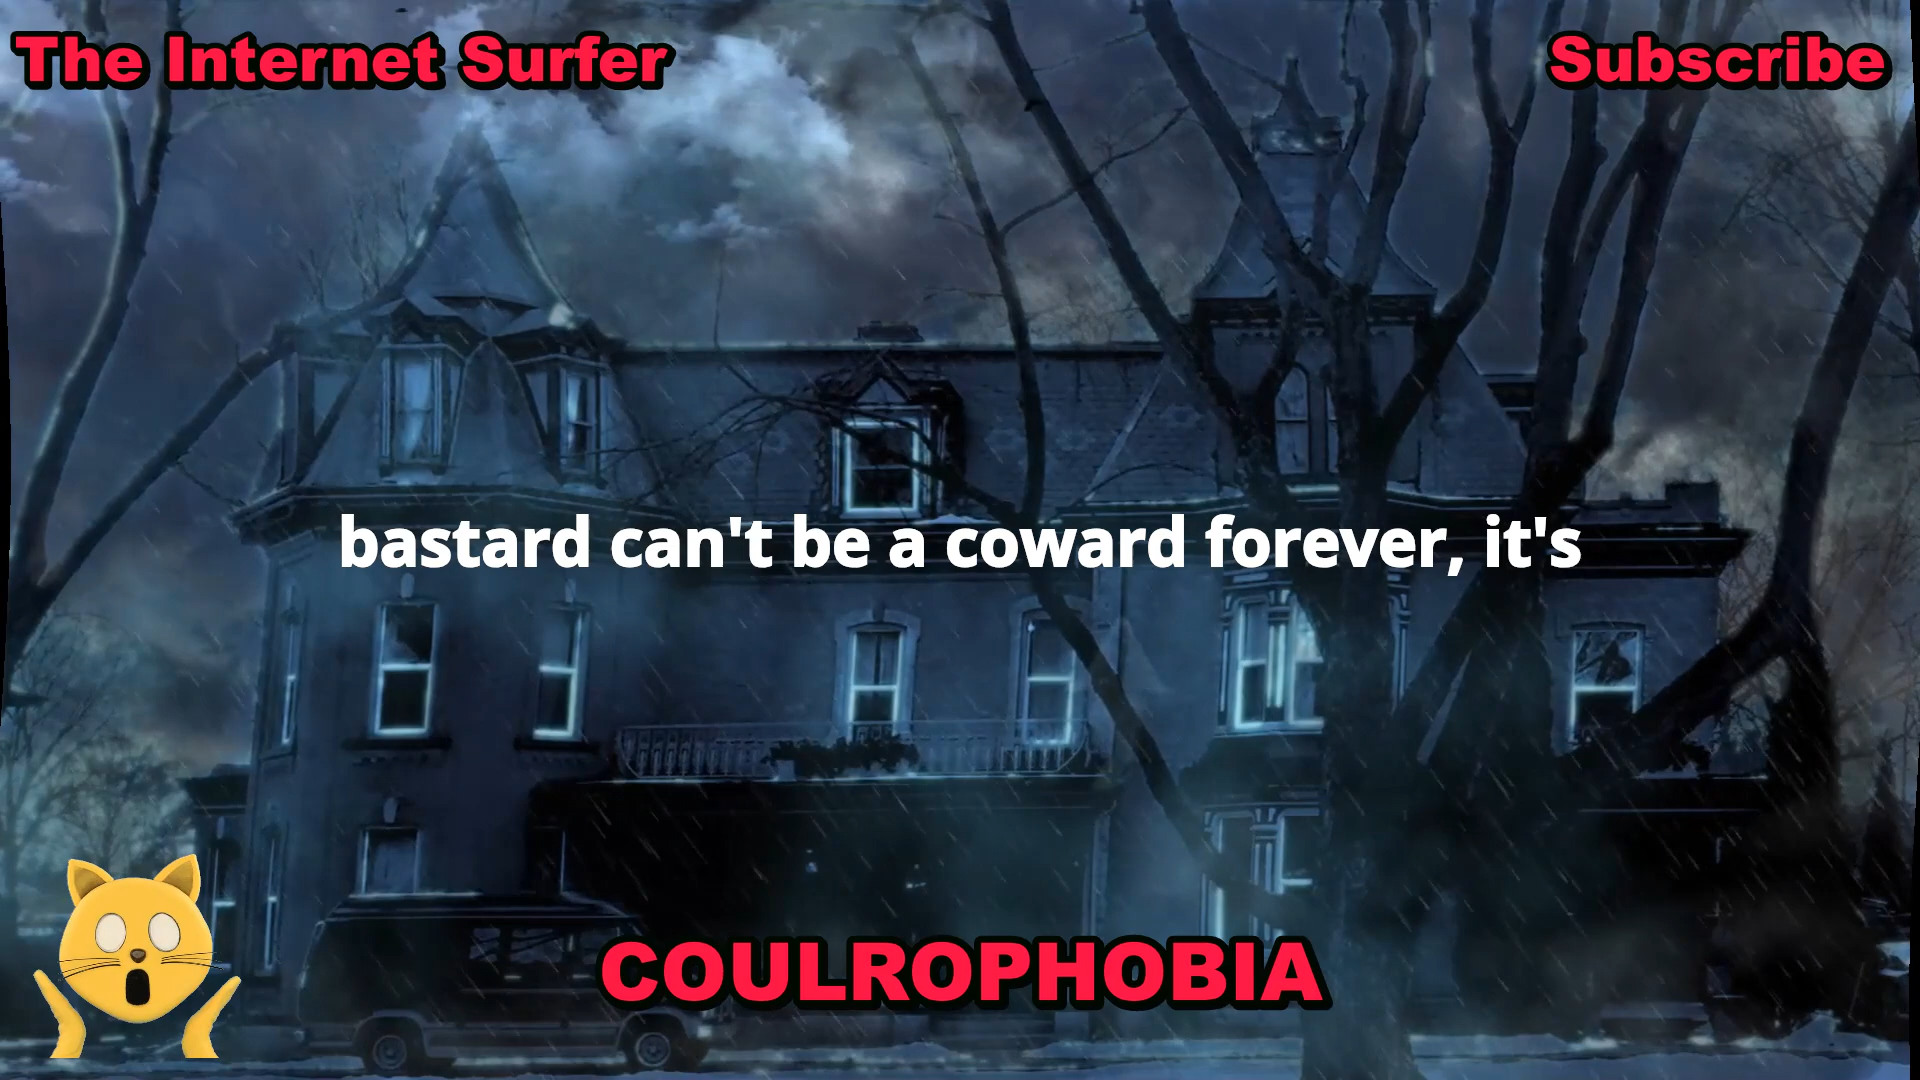 The Internet Surfer
Subscribe
bastard can't be a coward forever, it's
COULROPHOBIA